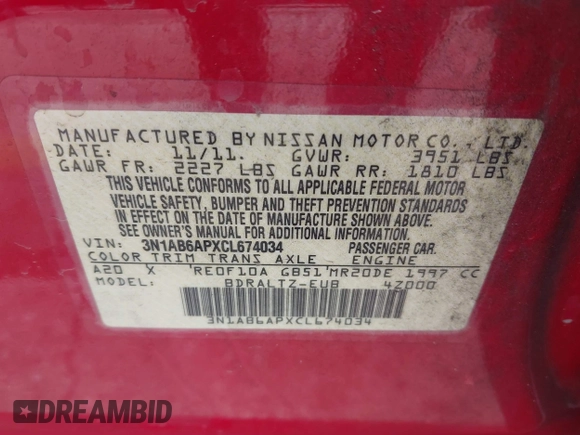 MANUFACTURED BY NISSAN MOTOR CO., LTD.
DATE: 11/11. GVWR: 3951 LBS
GAWR FR: 2227 LBS GAWR RR: 1810 LBS
THIS VEHICLE CONFORMS TO ALL APPLICABLE FEDERAL MOTOR
VEHICLE SAFETY, BUMPER AND THEFT PREVENTION STANDARDS
IN EFFECT ON THE DATE OF MANUFACTURE SHOWN ABOVE.
SEE OWNER'S MANUAL FOR ADDITIONAL INFORMATION
VIN: 3N1AB6APXCL674034 PASSENGER CAR.
COLOR TRIM TRANS AXLE ENGINE
A20 X RE0F10A GB51 MR20DE 1997 CC
BDRALTZ-EUB 4Z000
3N1AB6APXCL674034
DREAMBID